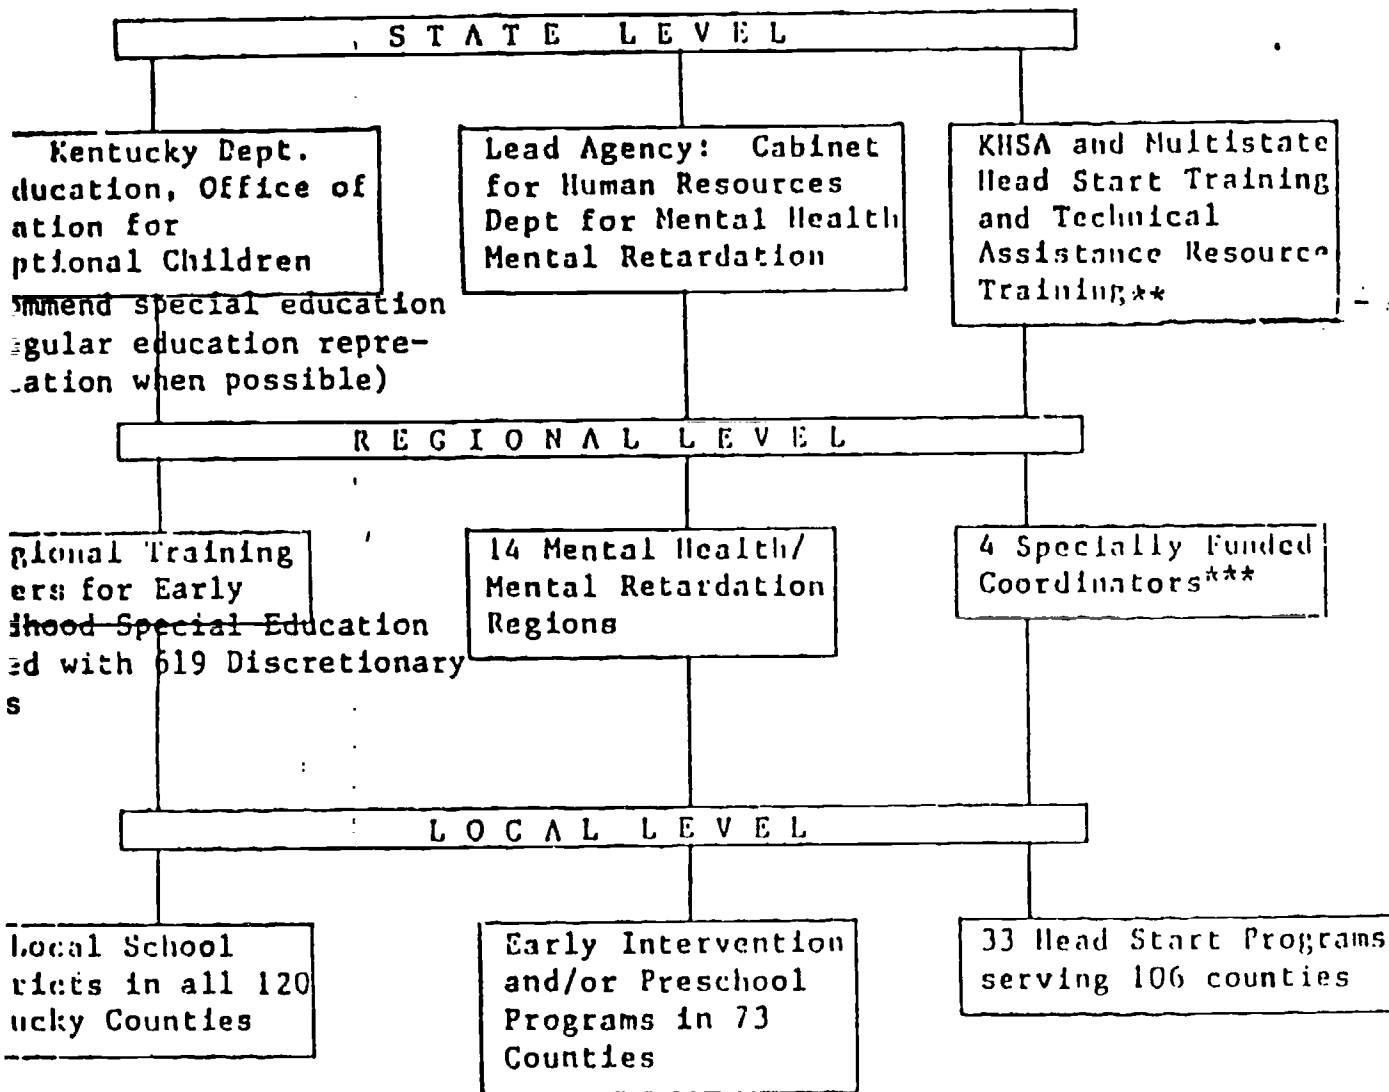 STATE LEVEL
Kentucky Dept.
ducation, Office of
ation for
ptional Children
ommend special education
gular education repre-
ation when possible)
Lead Agency: Cabinet
for Human Resources
Dept for Mental Health
Mental Retardation
KHSA and Multistate
Head Start Training
and Technical
Assistance Resource
Training**
REGIONAL LEVEL
gional Training
ers for Early
dhood Special Education
ed with 619 Discretionary
s
14 Mental Health/
Mental Retardation
Regions
4 Specially Funded
Coordinators***
LOCAL LEVEL
Local School
ricts in all 120
ucky Counties
Early Intervention
and/or Preschool
Programs in 73
Counties
33 Head Start Programs
serving 106 counties